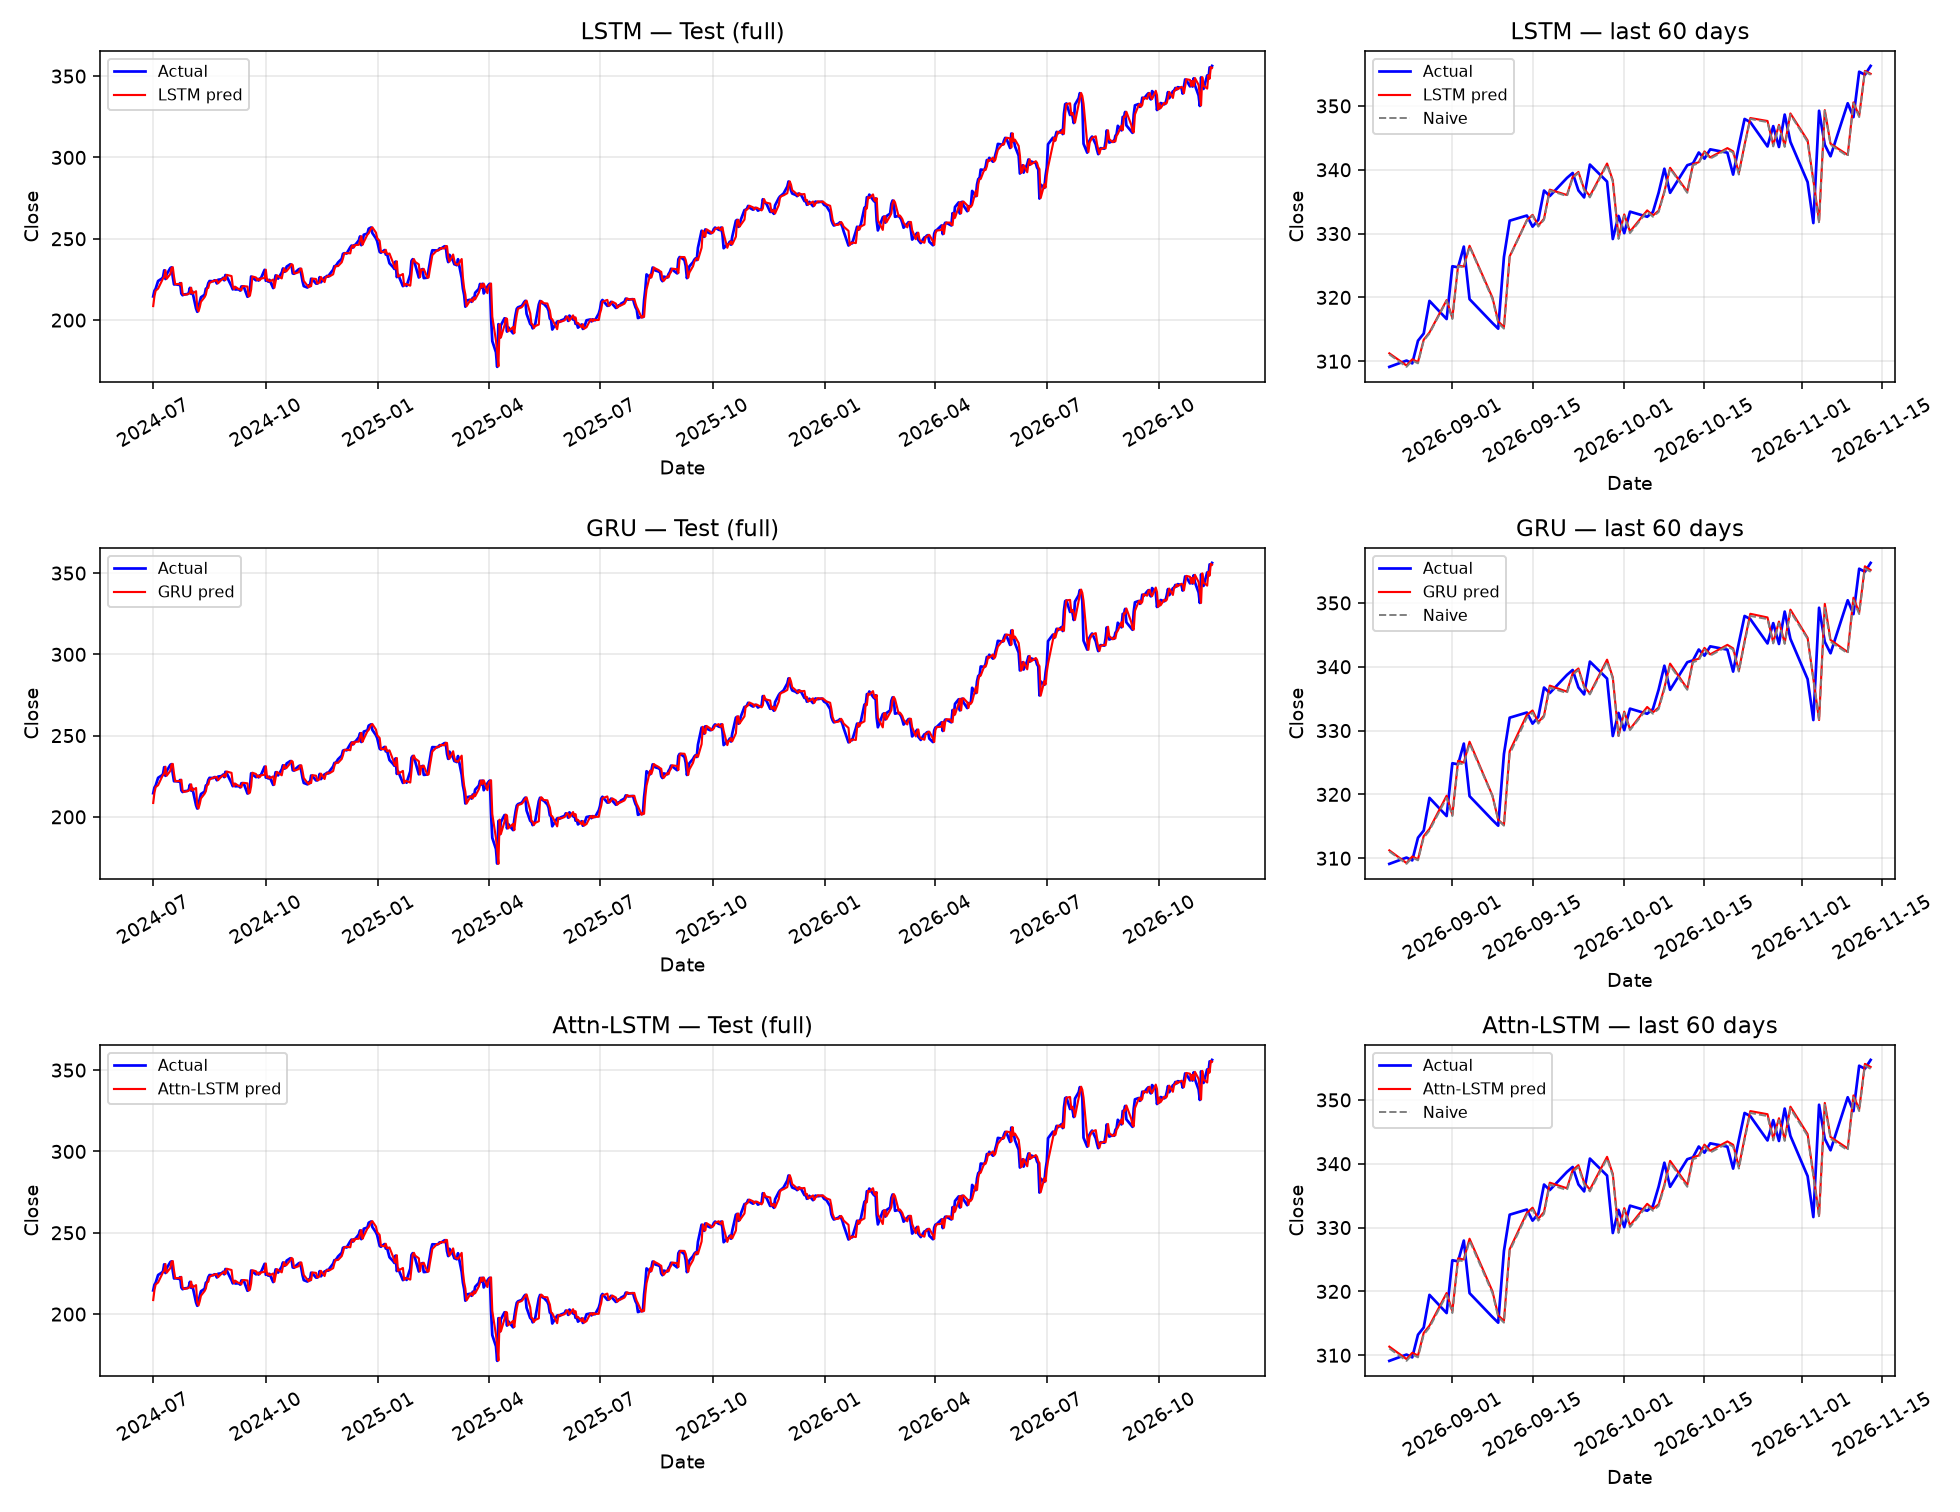 LSTM — Test (full)
Actual
LSTM pred
350
300
250
200
Close
2024-07
2024-10
2025-01
2025-04
2025-07
2025-10
2026-01
2026-04
2026-07
2026-10
Date
LSTM — last 60 days
Actual
LSTM pred
Naive
350
340
330
320
310
Close
2026-09-01
2026-09-15
2026-10-01
2026-10-15
2026-11-01
2026-11-15
Date
GRU — Test (full)
Actual
GRU pred
350
300
250
200
Close
2024-07
2024-10
2025-01
2025-04
2025-07
2025-10
2026-01
2026-04
2026-07
2026-10
Date
GRU — last 60 days
Actual
GRU pred
Naive
350
340
330
320
310
Close
2026-09-01
2026-09-15
2026-10-01
2026-10-15
2026-11-01
2026-11-15
Date
Attn-LSTM — Test (full)
Actual
Attn-LSTM pred
350
300
250
200
Close
2024-07
2024-10
2025-01
2025-04
2025-07
2025-10
2026-01
2026-04
2026-07
2026-10
Date
Attn-LSTM — last 60 days
Actual
Attn-LSTM pred
Naive
350
340
330
320
310
Close
2026-09-01
2026-09-15
2026-10-01
2026-10-15
2026-11-01
2026-11-15
Date